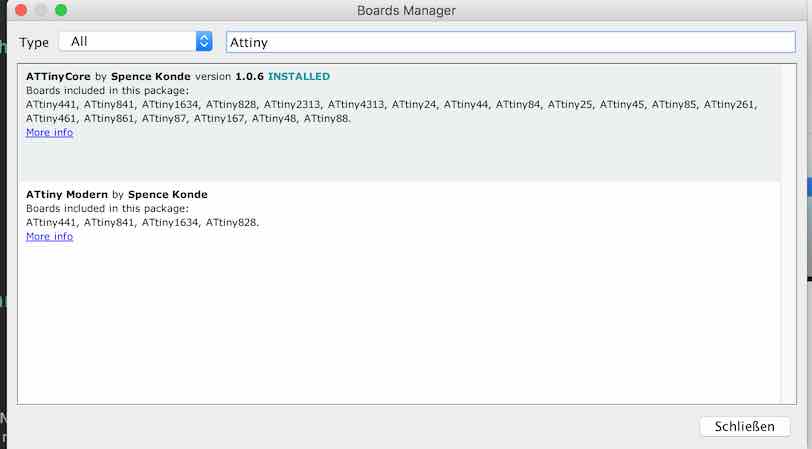 Boards Manager
Type All Attiny
ATTinyCore by Spence Konde version 1.0.6 INSTALLED
Boards included in this package:
ATtiny441, ATtiny841, ATtiny1634, ATtiny828, ATtiny2313, ATtiny4313, ATtiny24, ATtiny44, ATtiny84, ATtiny25, ATtiny45, ATtiny85, ATtiny261,
ATtiny461, ATtiny861, ATtiny87, ATtiny167, ATtiny48, ATtiny88.
More info
ATtiny Modern by Spence Konde
Boards included in this package:
ATtiny441, ATtiny841, ATtiny1634, ATtiny828.
More info
Schließen